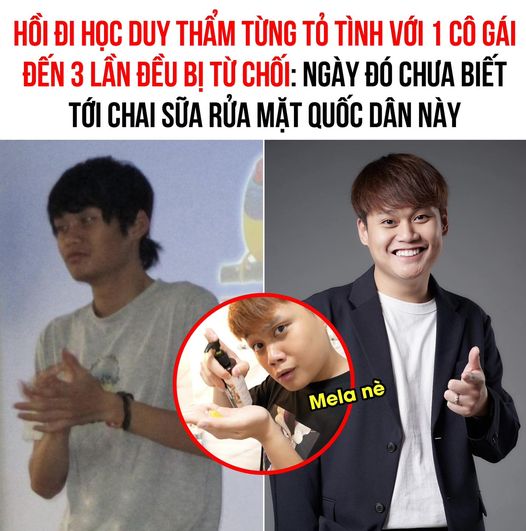 HỒI ĐI HỌC DUY THẨM TỪNG TỎ TÌNH VỚI 1 CÔ GÁI
ĐẾN 3 LẦN ĐỀU BỊ TỪ CHỐI: NGÀY ĐÓ CHƯA BIẾT
TỚI CHAI SỮA RỬA MẶT QUỐC DÂN NÀY
Mela nè